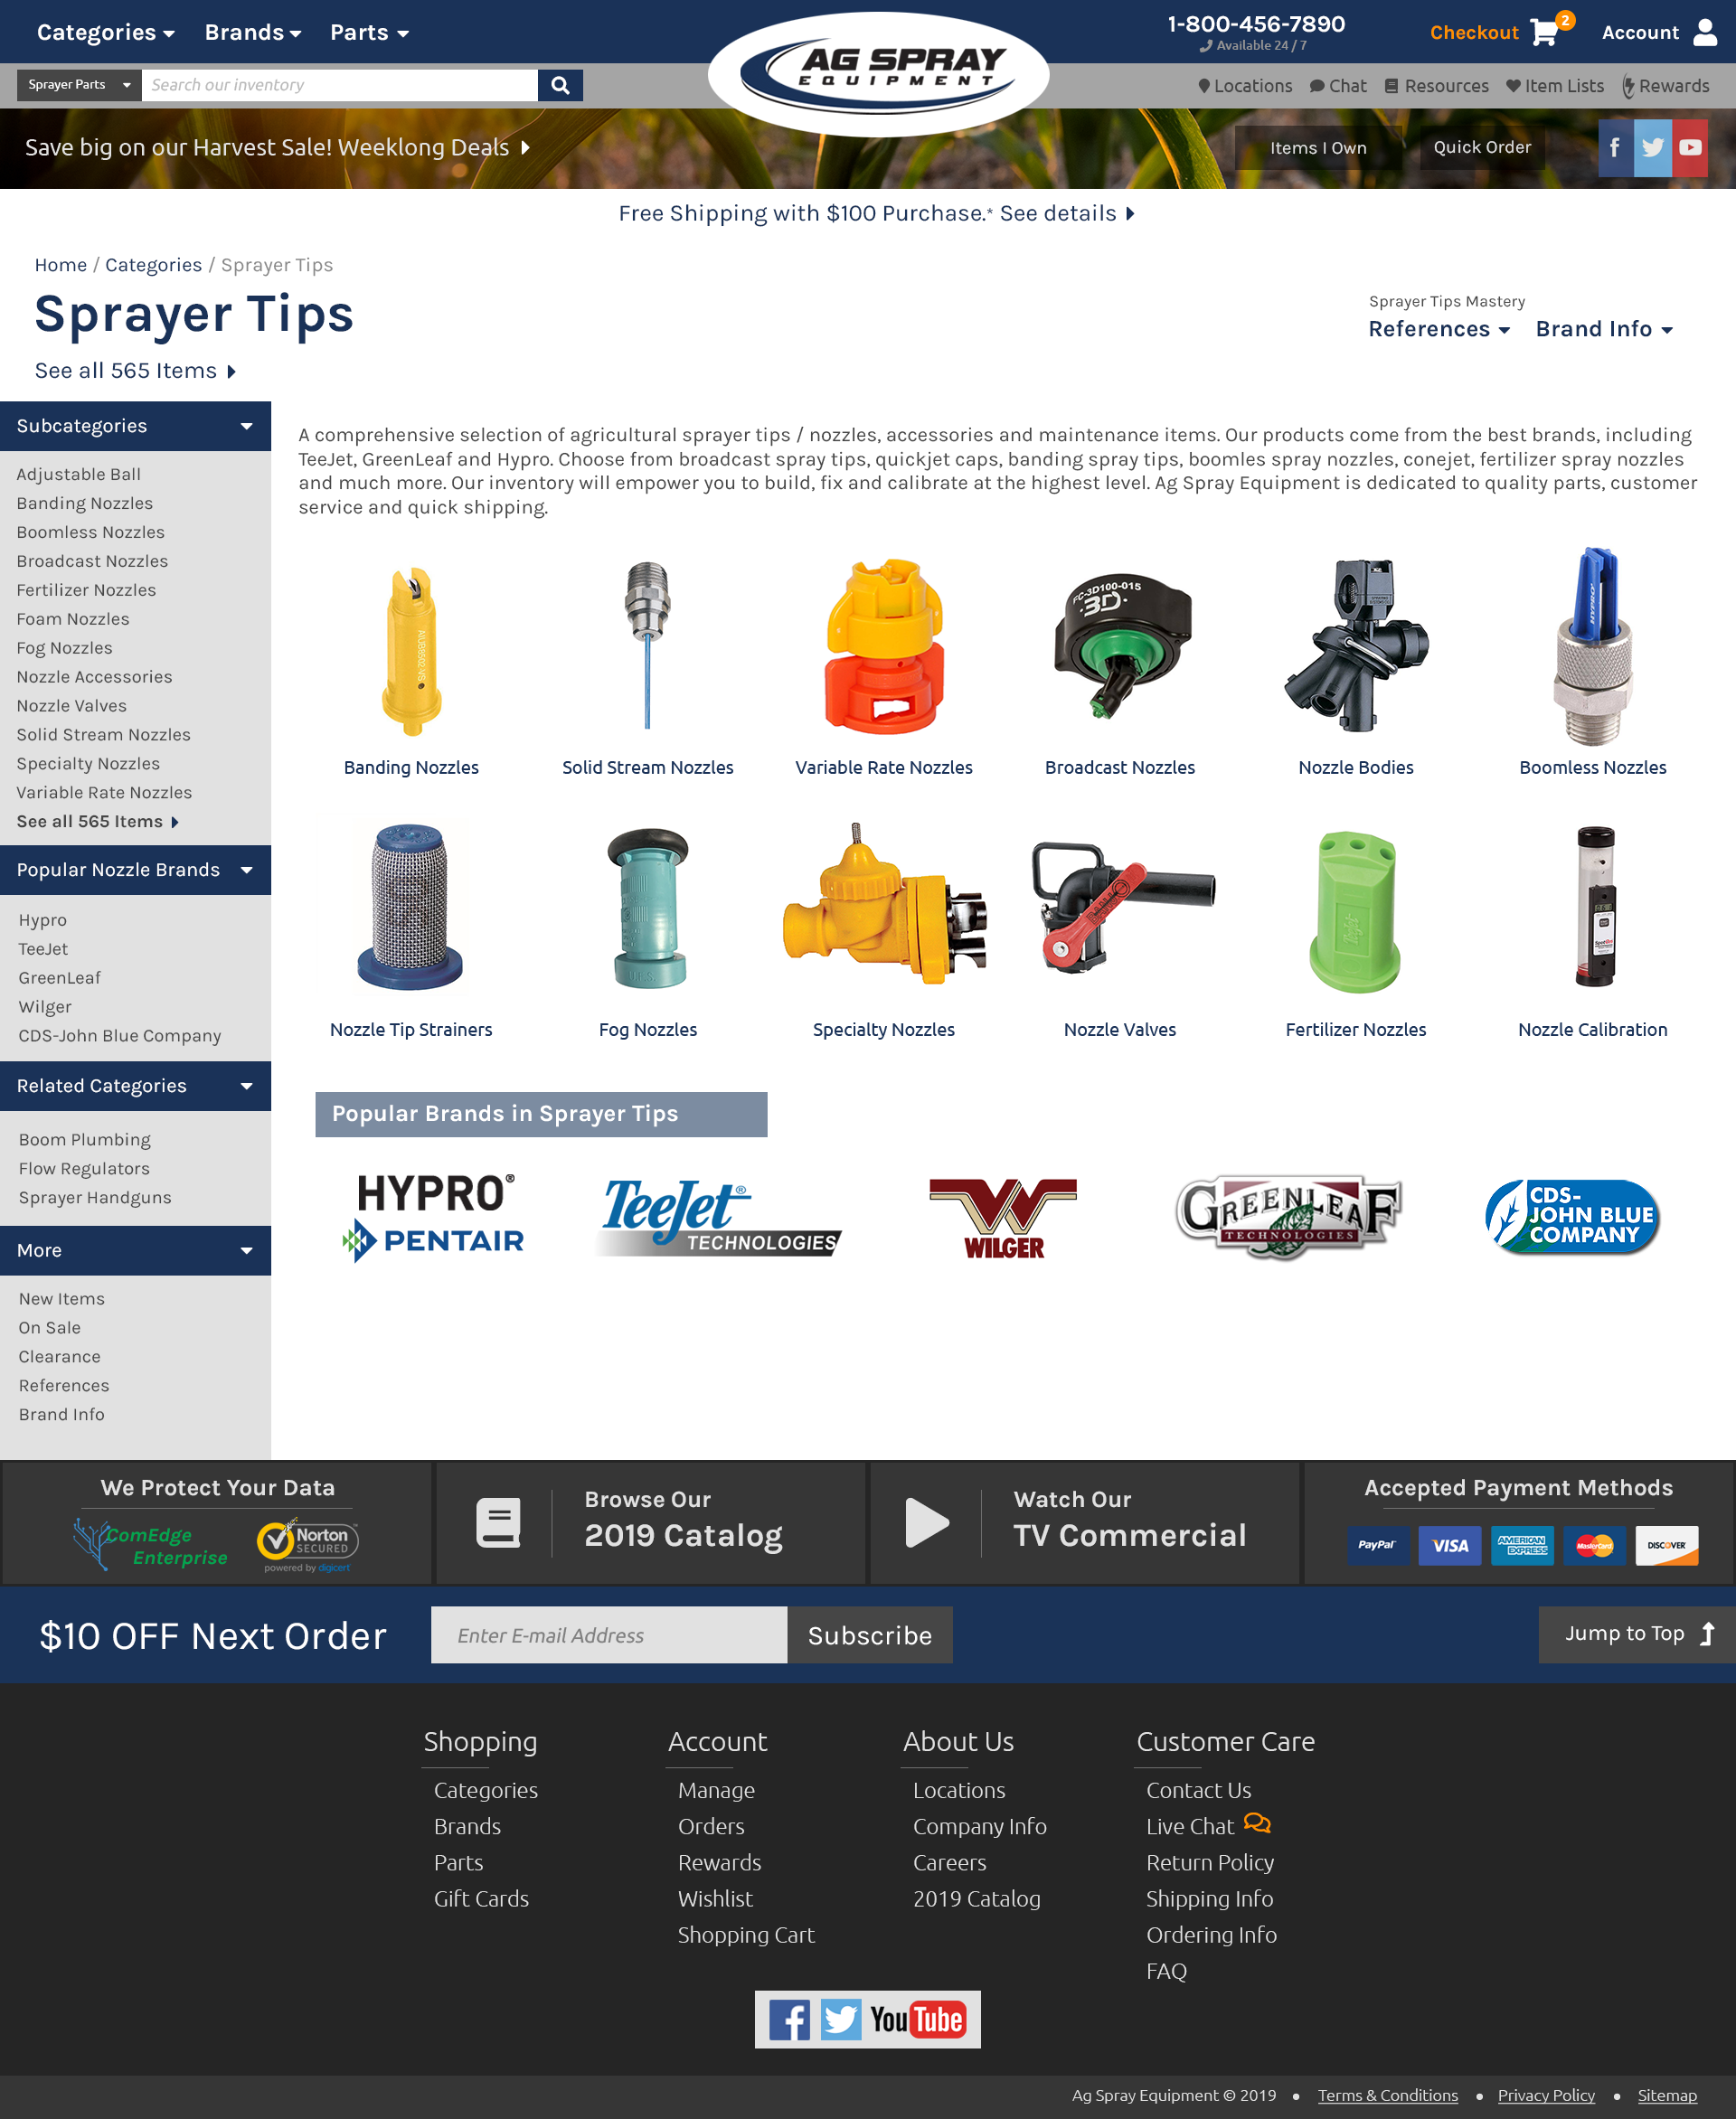 Categories Brands Parts
AG SPRAY
EQUIPMENT
1-800-456-7890
Available 24 / 7
Checkout 2 Account
Sprayer Parts Search our inventory
Locations Chat Resources Item Lists Rewards
Save big on our Harvest Sale! Weeklong Deals
Items I Own Quick Order
Free Shipping with $100 Purchase.* See details
Home / Categories / Sprayer Tips
Sprayer Tips
Sprayer Tips Mastery
References Brand Info
See all 565 Items
Subcategories
Adjustable Ball
Banding Nozzles
Boomless Nozzles
Broadcast Nozzles
Fertilizer Nozzles
Foam Nozzles
Fog Nozzles
Nozzle Accessories
Nozzle Valves
Solid Stream Nozzles
Specialty Nozzles
Variable Rate Nozzles
See all 565 Items
Popular Nozzle Brands
Hypro
TeeJet
GreenLeaf
Wilger
CDS-John Blue Company
Related Categories
Boom Plumbing
Flow Regulators
Sprayer Handguns
More
New Items
On Sale
Clearance
References
Brand Info
A comprehensive selection of agricultural sprayer tips / nozzles, accessories and maintenance items. Our products come from the best brands, including
TeeJet, GreenLeaf and Hypro. Choose from broadcast spray tips, quickjet caps, banding spray tips, boomles spray nozzles, conejet, fertilizer spray nozzles
and much more. Our inventory will empower you to build, fix and calibrate at the highest level. Ag Spray Equipment is dedicated to quality parts, customer
service and quick shipping.
FC-3D100-015
3D
Banding Nozzles Solid Stream Nozzles Variable Rate Nozzles Broadcast Nozzles Nozzle Bodies Boomless Nozzles
Nozzle Tip Strainers Fog Nozzles Specialty Nozzles Nozzle Valves Fertilizer Nozzles Nozzle Calibration
Popular Brands in Sprayer Tips
HYPRO®
PENTAIR
TeeJet®
TECHNOLOGIES
WILGER
GREENLEAF
TECHNOLOGIES
CDS-
JOHN BLUE
COMPANY
We Protect Your Data
ComEdge
Enterprise
Norton
SECURED
powered by digicert
Browse Our
2019 Catalog
Watch Our
TV Commercial
Accepted Payment Methods
PayPal VISA AMERICAN EXPRESS MasterCard DISCOVER
$10 OFF Next Order Enter E-mail Address Subscribe Jump to Top
Shopping
Categories
Brands
Parts
Gift Cards
Account
Manage
Orders
Rewards
Wishlist
Shopping Cart
About Us
Locations
Company Info
Careers
2019 Catalog
Customer Care
Contact Us
Live Chat
Return Policy
Shipping Info
Ordering Info
FAQ
YouTube
Ag Spray Equipment © 2019 • Terms & Conditions • Privacy Policy • Sitemap